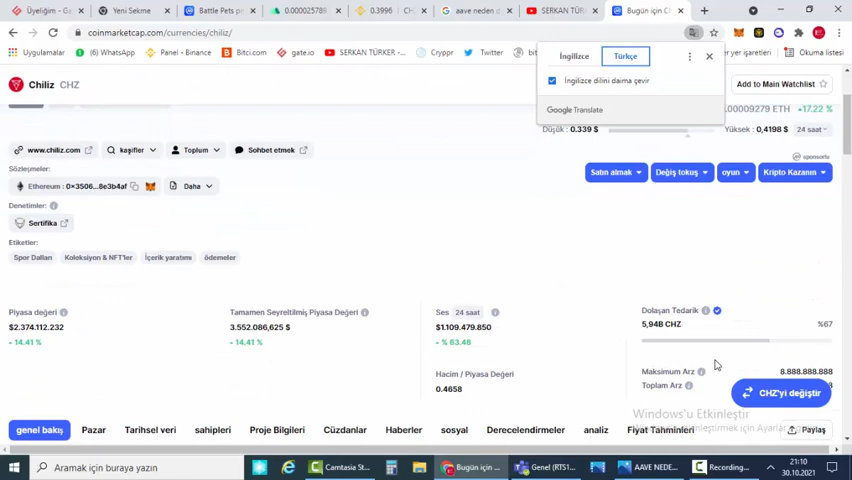 Üyeliğim - Ga
Yeni Sekme
Battle Pets p
0.000025789
0.3996 | CH
aave neden d
SERKAN TÜR
Bugün için C
coinmarketcap.com/currencies/chiliz/
Uygulamalar
(6) WhatsApp
Panel - Binance
Bitci.com
gate.io
SERKAN TÜRKER -
Cryppr
Twitter
yer işaretleri
Okuma listesi
İngilizce
Türkçe
İngilizce dilini daima çevir
Google Translate
Chiliz CHZ
Add to Main Watchlist
00009279 ETH
17.22 %
Düşük : 0.339 $
Yüksek : 0,4198 $
24 saat
sponsorlu
www.chiliz.com
kaşifler
Toplum
Sohbet etmek
Satın almak
Değiş tokuş
oyun
Kripto Kazanın
Sözleşmeler:
Ethereum : 0×3506...8e3b4af
Daha
Denetimler:
Sertifika
Etiketler:
Spor Dalları
Koleksiyon & NFT'ler
İçerik yaratımı
ödemeler
Piyasa değeri
$2.374.112.232
14.41 %
Tamamen Seyreltilmiş Piyasa Değeri
3.552.086,625 $
14.41 %
Ses 24 saat
$1.109.479.850
% 63.48
Hacim / Piyasa Değeri
0.4658
Dolaşan Tedarik
5,94B CHZ
%67
Maksimum Arz
8.888.888.888
Toplam Arz
CHZ'yi değiştir
Windows'u Etkinleştir
genel bakış
Pazar
Tarihsel veri
sahipleri
Proje Bilgileri
Cüzdanlar
Haberler
sosyal
Derecelendirmeler
analiz
Fiyat Tahminleri
Paylaş
Aramak için buraya yazın
Camtasia St...
Bugün için ...
Genel (RTS1...
AAVE NEDE...
Recording...
21:10
30.10.2021